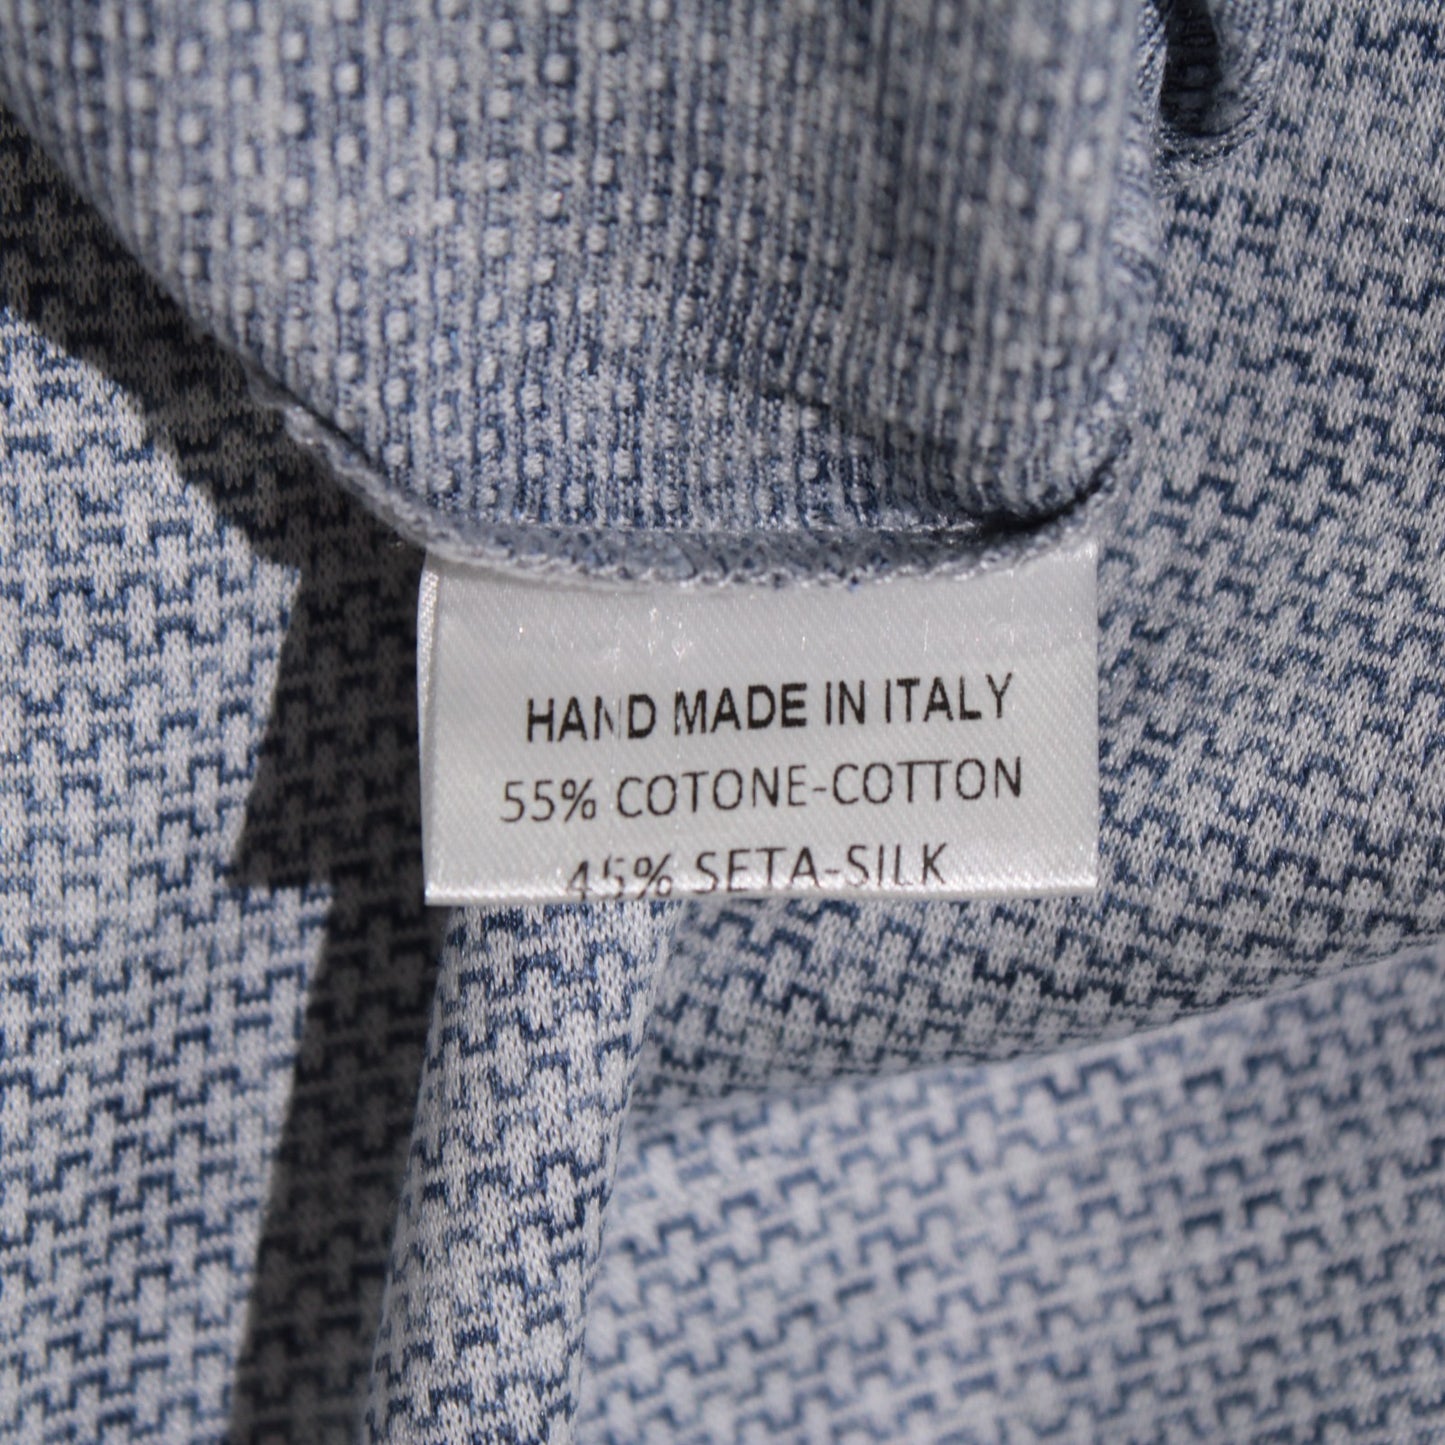 HAND MADE IN ITALY
55% COTONE-COTTON
45% SETA-SILK